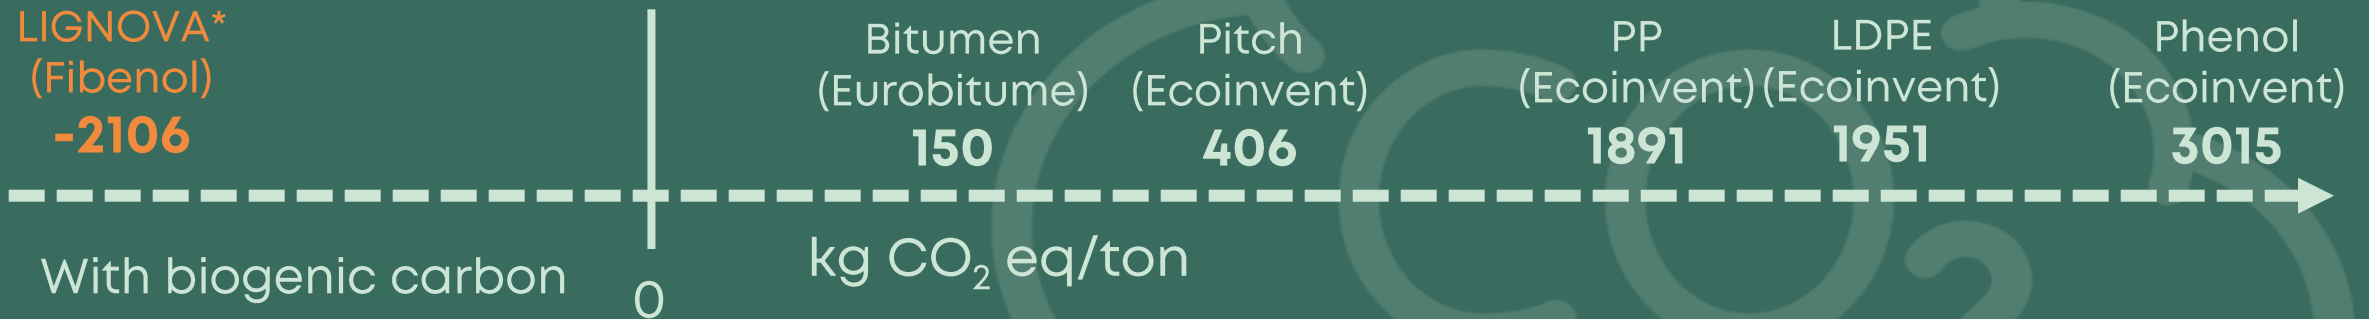 LIGNOVA*
(Fibenol)
-2106
Bitumen
(Eurobitume)
150
Pitch
(Ecoinvent)
406
PP
(Ecoinvent)
1891
LDPE
(Ecoinvent)
1951
Phenol
(Ecoinvent)
3015
With biogenic carbon
0
kg CO₂ eq/ton
CO₂